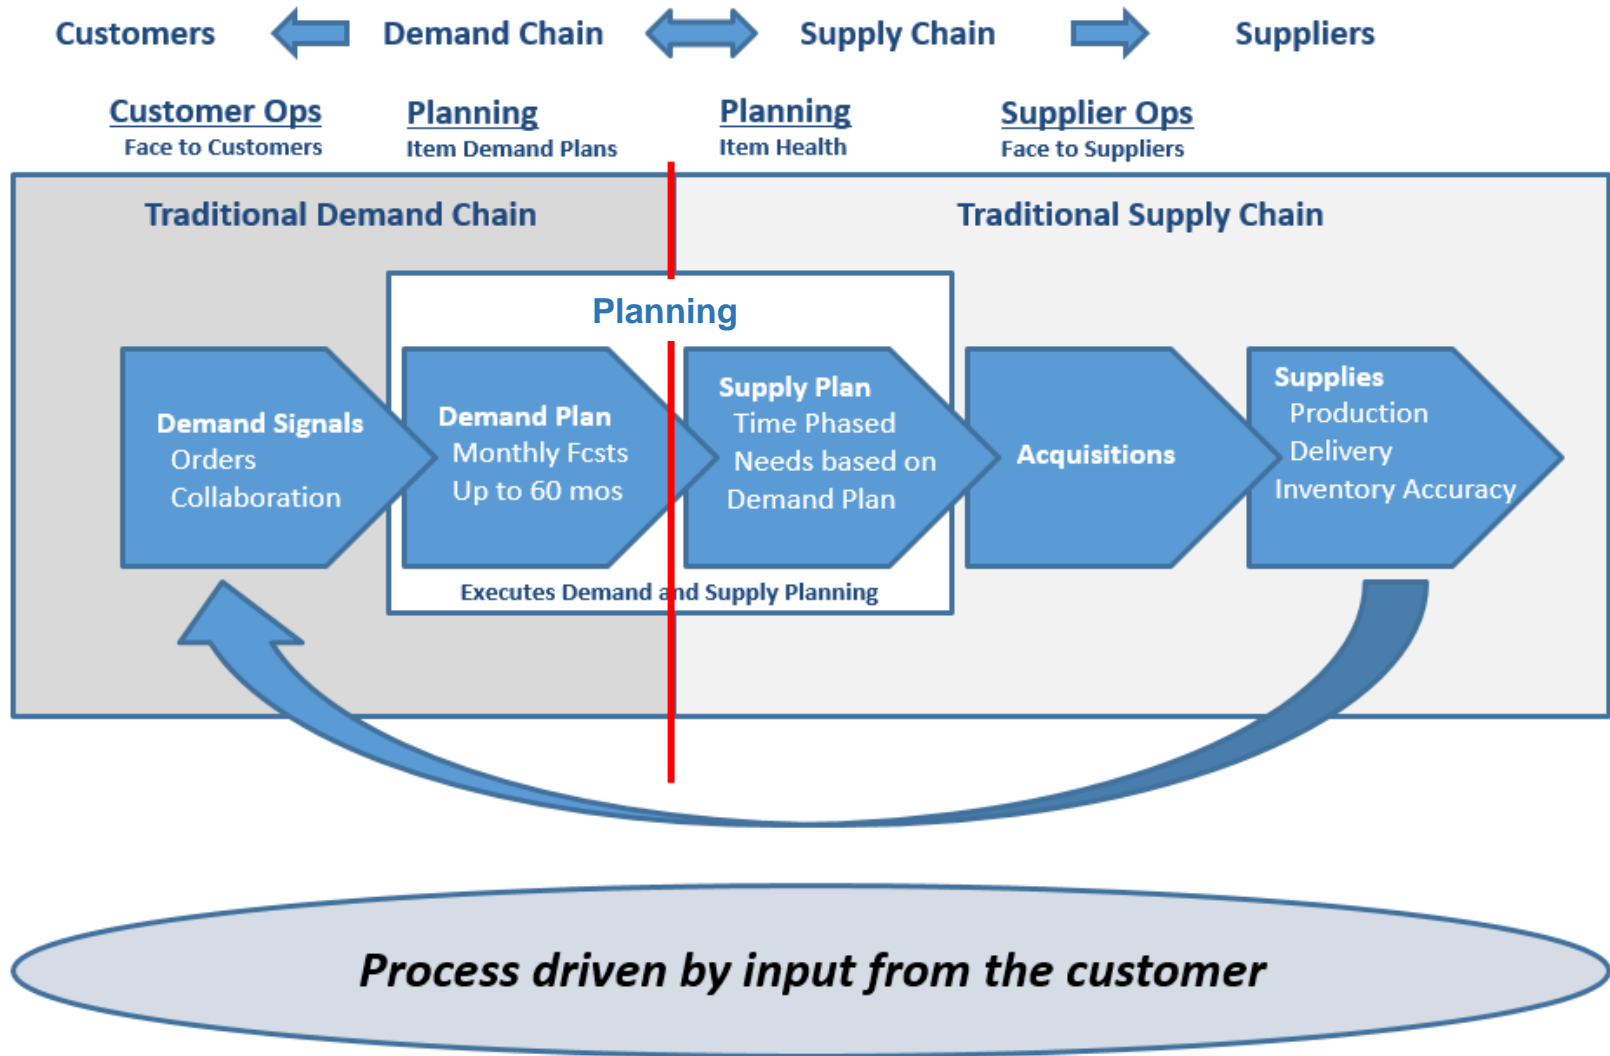 Customers Demand Chain Supply Chain Suppliers
Customer Ops
Face to Customers
Planning
Item Demand Plans
Planning
Item Health
Supplier Ops
Face to Suppliers
Traditional Demand Chain
Traditional Supply Chain
Planning
Demand Signals
Orders
Collaboration
Demand Plan
Monthly Fcsts
Up to 60 mos
Supply Plan
Time Phased
Needs based on
Demand Plan
Acquisitions
Supplies
Production
Delivery
Inventory Accuracy
Executes Demand and Supply Planning
Process driven by input from the customer